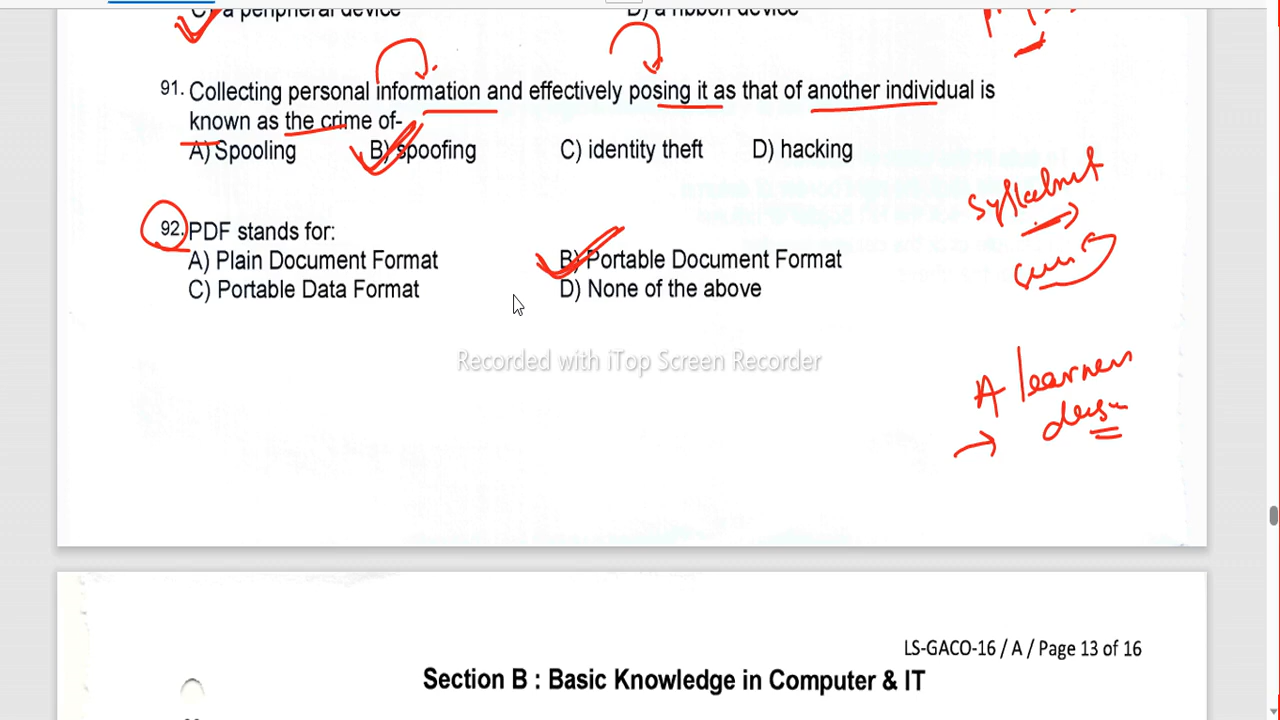 C) a peripheral device D) a ribbon device
91. Collecting personal information and effectively posing it as that of another individual is
known as the crime of-
A) Spooling B) spoofing C) identity theft D) hacking
92. PDF stands for:
A) Plain Document Format B) Portable Document Format
C) Portable Data Format D) None of the above
Recorded with iTop Screen Recorder
A learners
LS-GACO-16 / A / Page 13 of 16
Section B : Basic Knowledge in Computer & IT